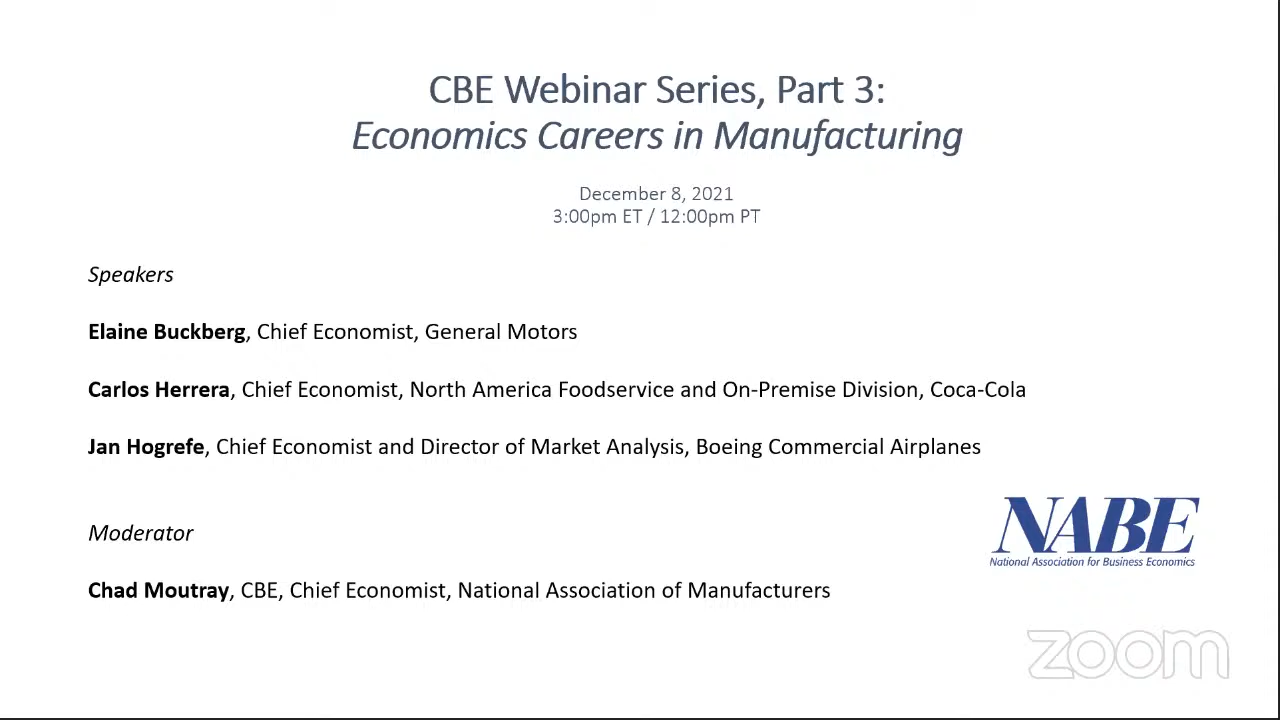 CBE Webinar Series, Part 3:
Economics Careers in Manufacturing
December 8, 2021
3:00pm ET / 12:00pm PT
Speakers
Elaine Buckberg, Chief Economist, General Motors
Carlos Herrera, Chief Economist, North America Foodservice and On-Premise Division, Coca-Cola
Jan Hogrefe, Chief Economist and Director of Market Analysis, Boeing Commercial Airplanes
Moderator
Chad Moutray, CBE, Chief Economist, National Association of Manufacturers
NABE
National Association for Business Economics
zoom